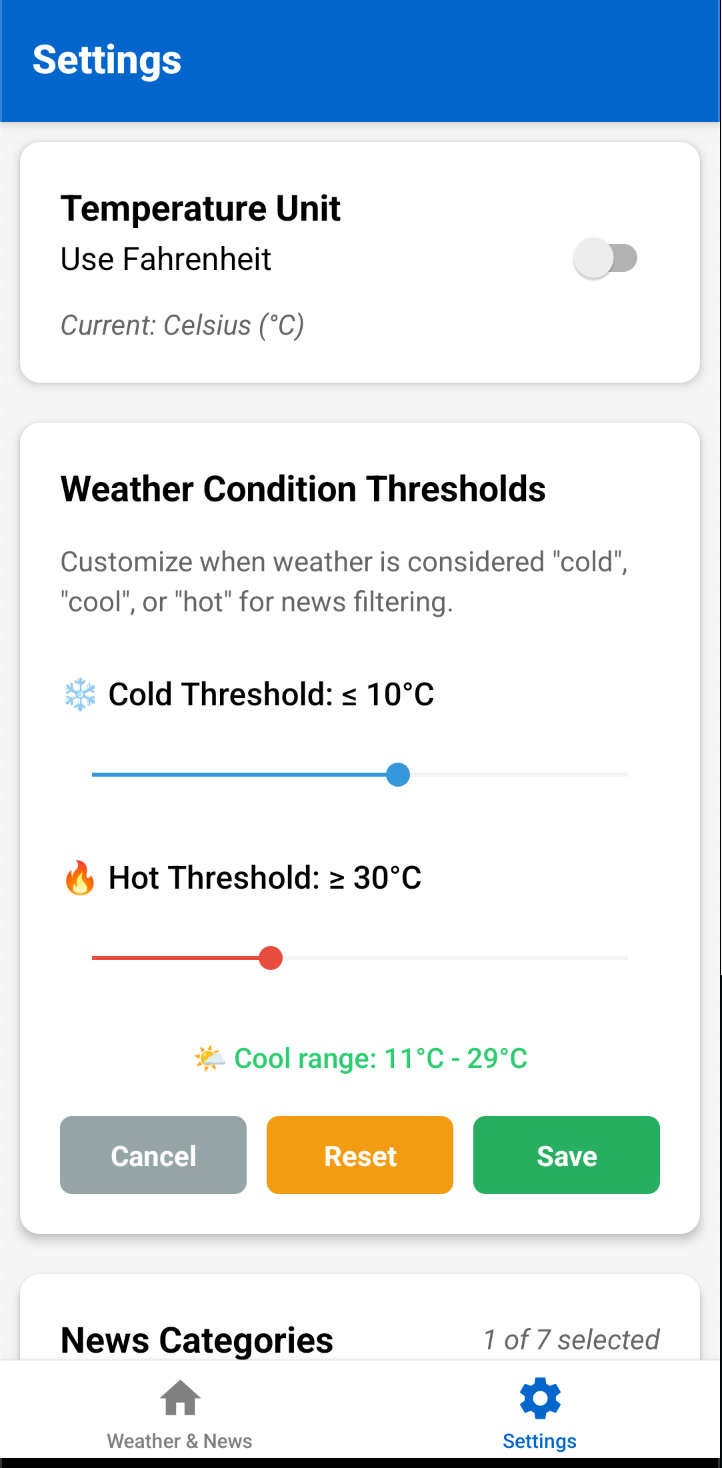 Settings
Temperature Unit
Use Fahrenheit
Current: Celsius (°C)
Weather Condition Thresholds
Customize when weather is considered "cold",
"cool", or "hot" for news filtering.
❄️ Cold Threshold: ≤ 10°C
🔥 Hot Threshold: ≥ 30°C
🌤️ Cool range: 11°C - 29°C
Cancel Reset Save
News Categories 1 of 7 selected
Weather & News Settings